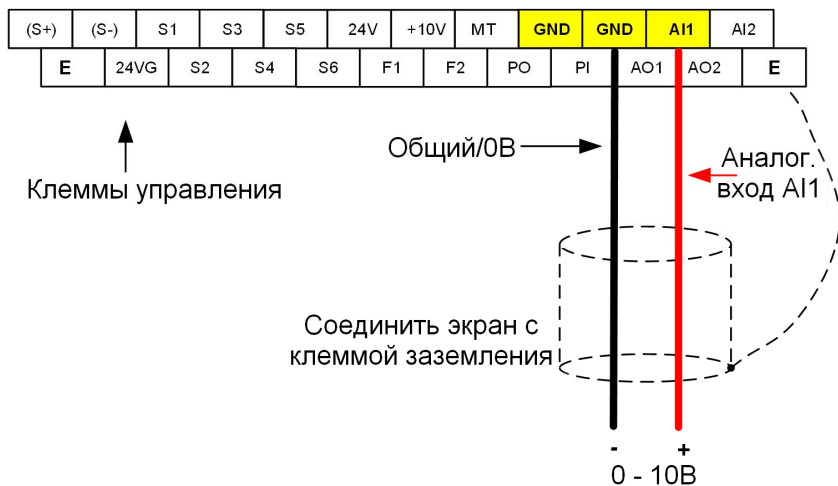 (S+) (S-) S1 S3 S5 24V +10V MT GND GND AI1 AI2
E 24VG S2 S4 S6 F1 F2 PO PI AO1 AO2 E
Общий/0В
Аналог.
вход AI1
Клеммы управления
Соединить экран с
клеммой заземления
- +
0 - 10В